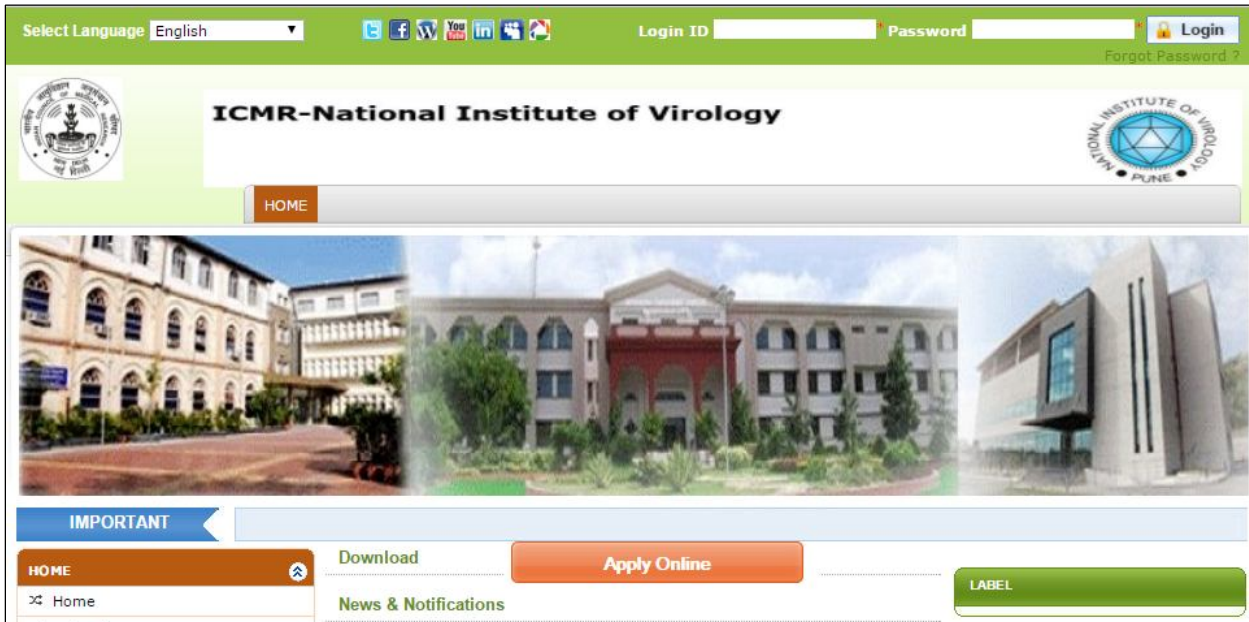 Select Language English Login ID * Password * Login
Forgot Password ?
ICMR-National Institute of Virology
NATIONAL INSTITUTE OF VIROLOGY
PUNE
HOME
IMPORTANT
HOME
Home
Download
Apply Online
News & Notifications
LABEL